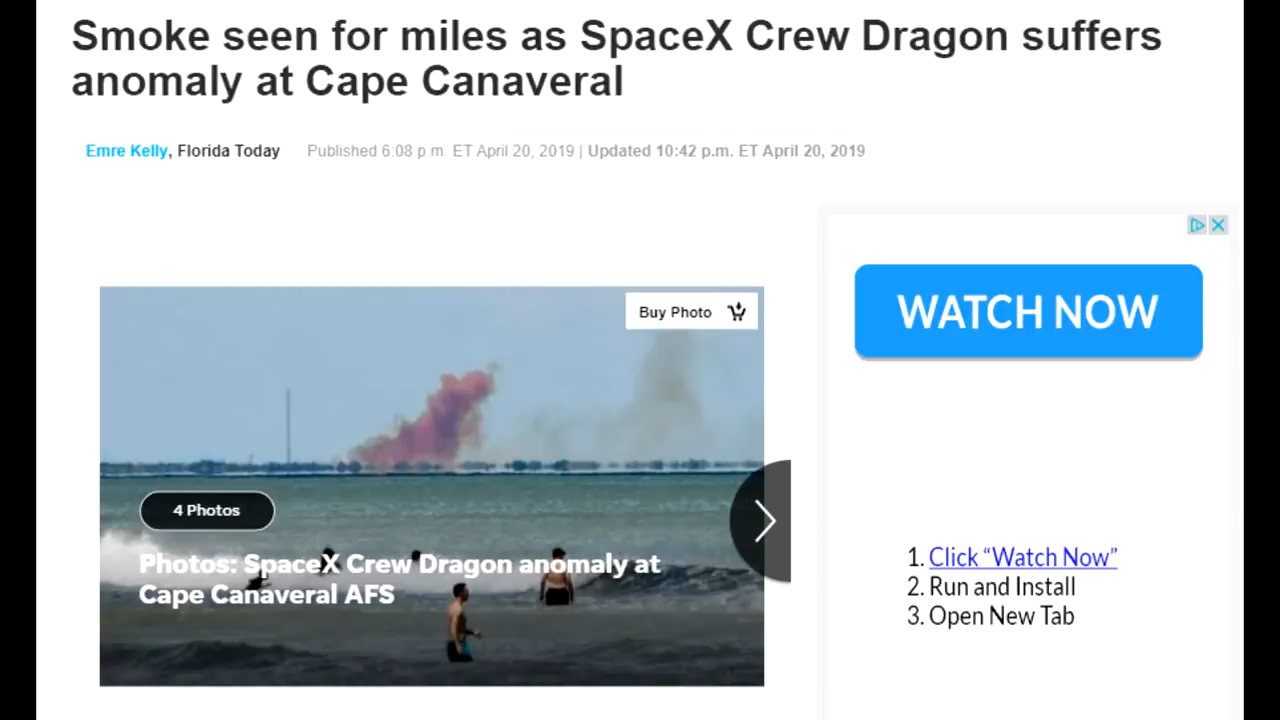 Smoke seen for miles as SpaceX Crew Dragon suffers
anomaly at Cape Canaveral
Emre Kelly, Florida Today Published 6:08 p m. ET April 20, 2019 | Updated 10:42 p.m. ET April 20, 2019
Buy Photo
4 Photos
Photos: SpaceX Crew Dragon anomaly at
Cape Canaveral AFS
WATCH NOW
1. Click “Watch Now”
2. Run and Install
3. Open New Tab